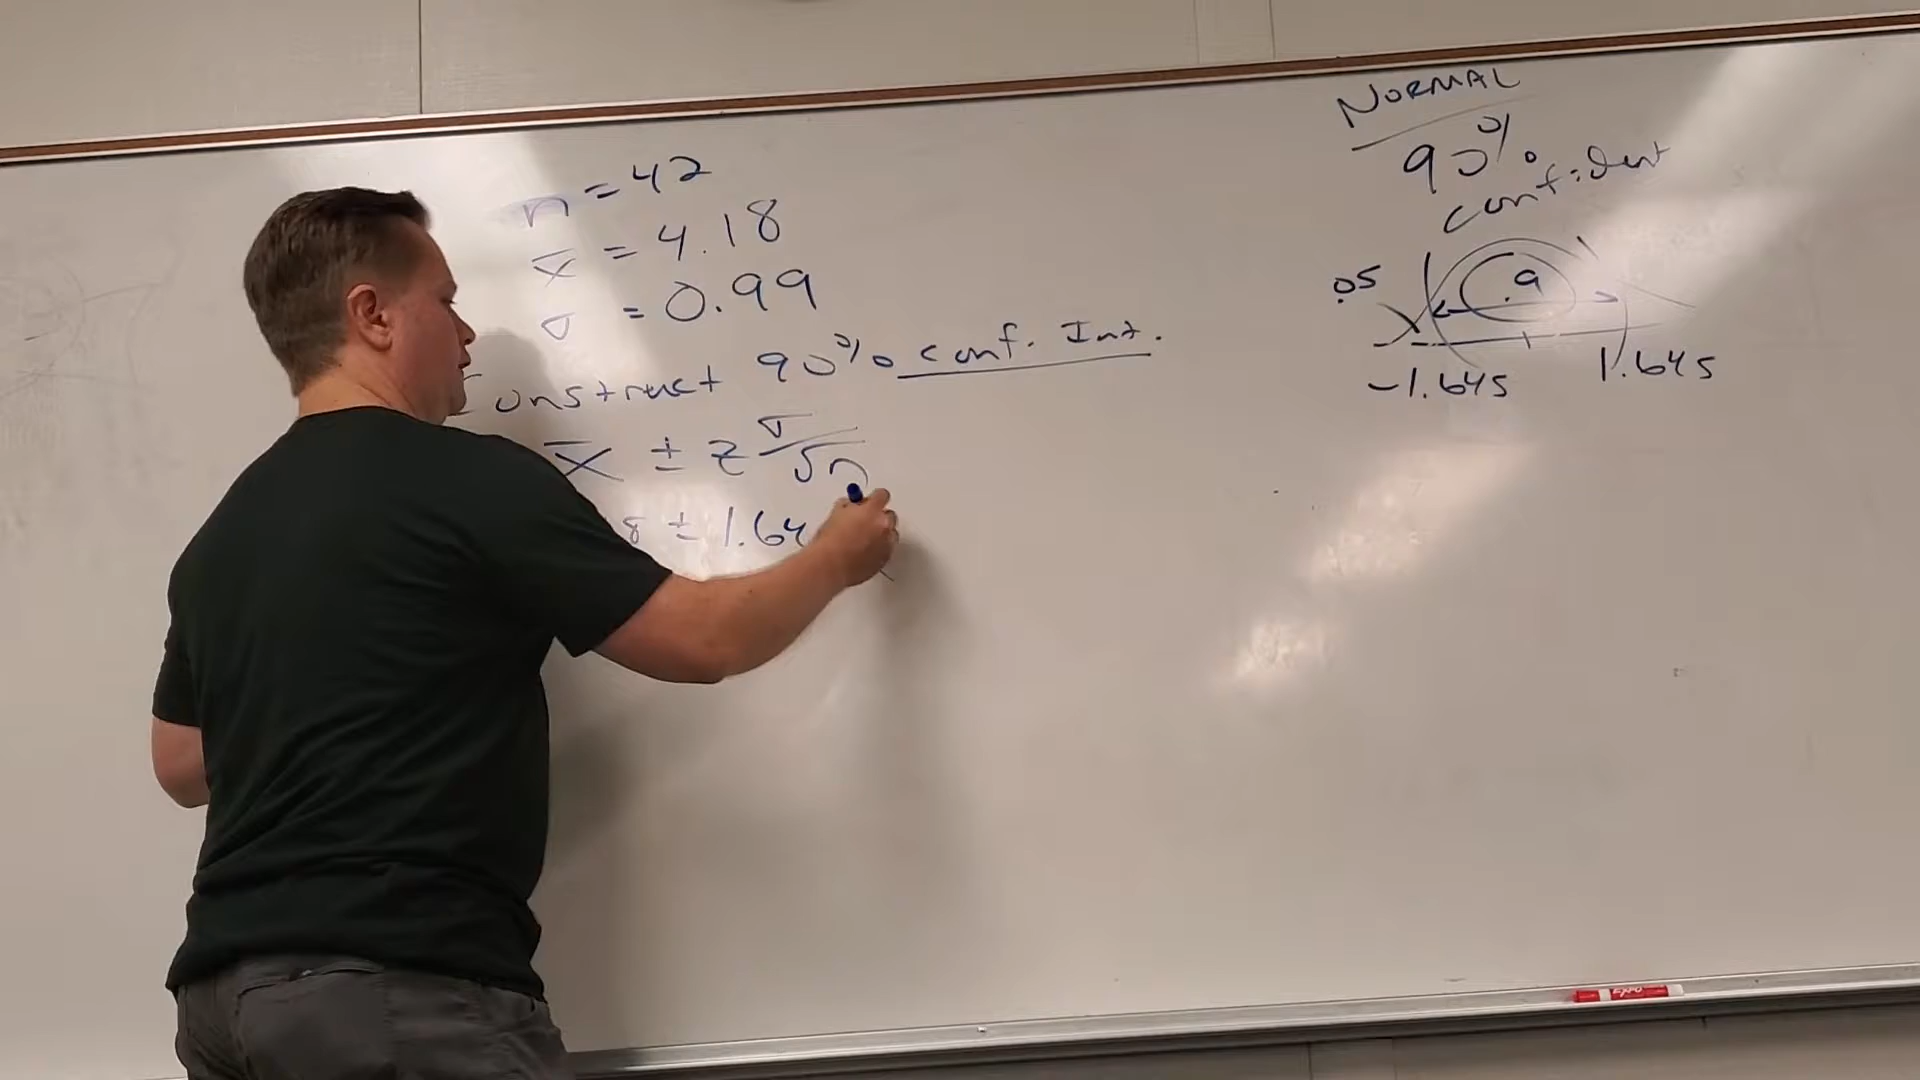 n = 42
x̄ = 4.18
σ = 0.99
Construct 90% conf. Int.
x̄ ± z σ/√n
8 ± 1.64
NORMAL
90%
confident
.05
.9
-1.645
1.645
EXPO